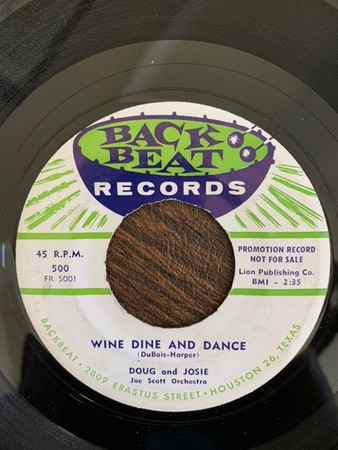 BACK
BEAT
RECORDS
45 R.P.M.
500
FR 5001
PROMOTION RECORD
NOT FOR SALE
Lion Publishing Co.
BMI - 2:35
WINE DINE AND DANCE
(DuBois-Harper)
DOUG and JOSIE
Joe Scott Orchestra
BACKBEAT • 2809 ERASTUS STREET • HOUSTON 26, TEXAS